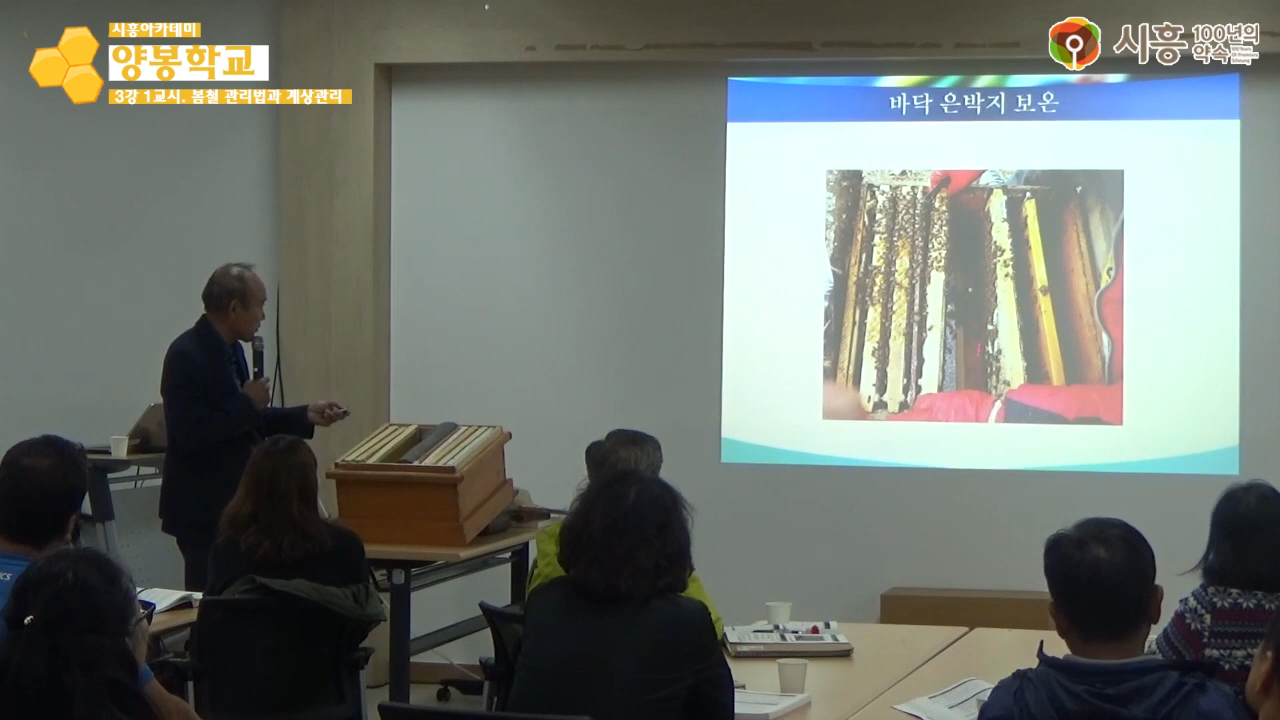 시흥아카데미
양봉학교
3강 1교시. 봄철 관리법과 계상관리
시흥
100년의
약속
바닥 은박지 보온